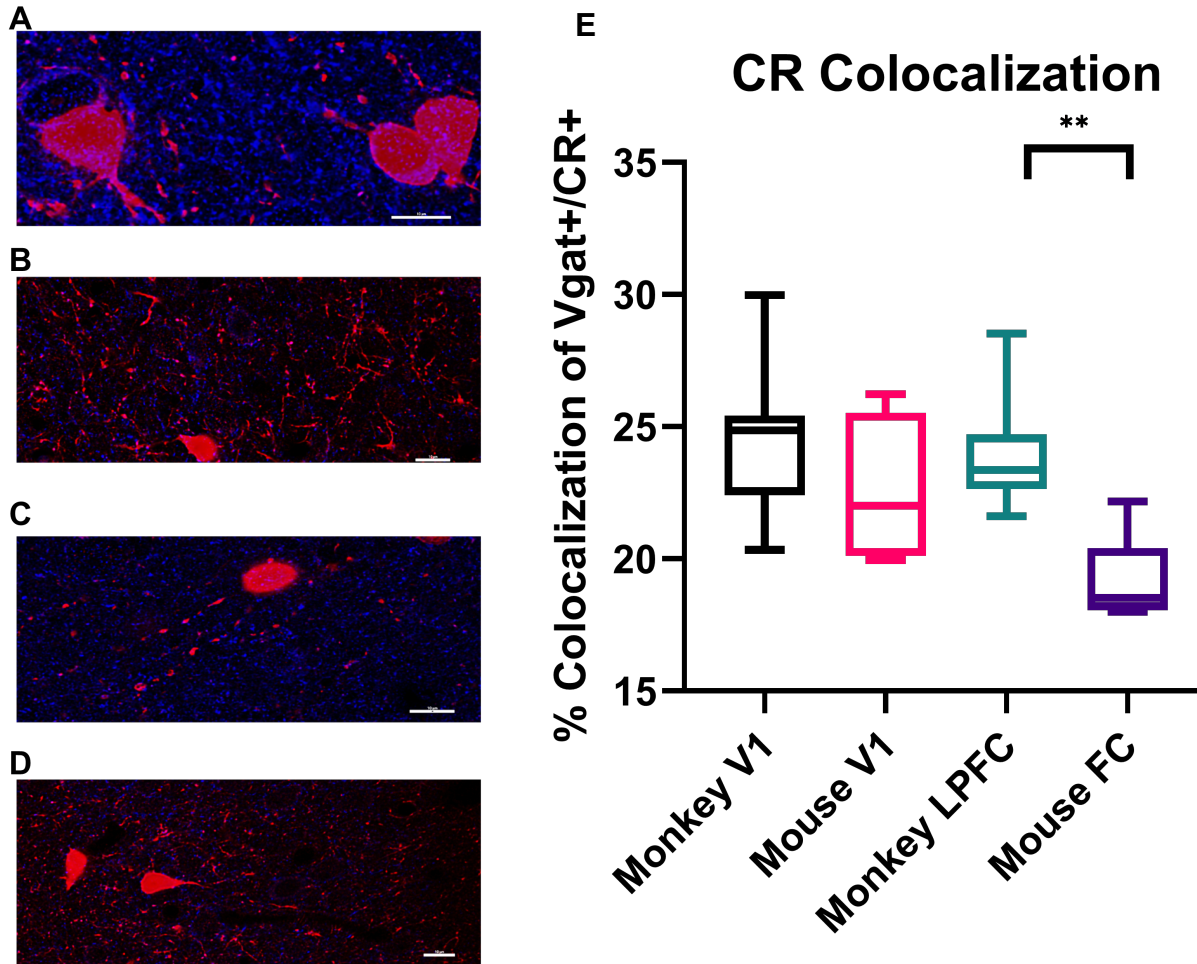 A
B
C
D
E
CR Colocalization
**
% Colocalization of Vgat+/CR+
35
30
25
20
15
Monkey V1
Mouse V1
Monkey LPFC
Mouse FC